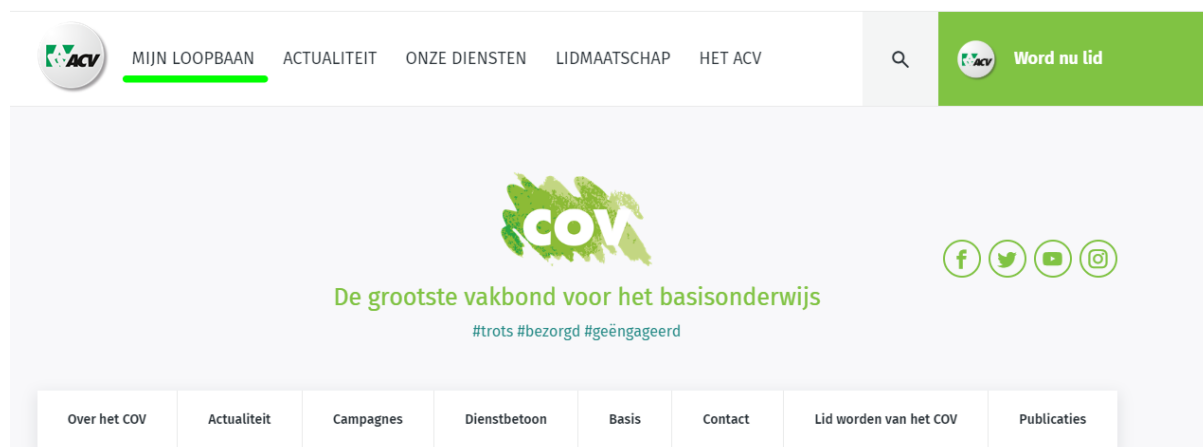 ACV MIJN LOOPBAAN ACTUALITEIT ONZE DIENSTEN LIDMAATSCHAP HET ACV ACV Word nu lid
COV
De grootste vakbond voor het basisonderwijs
#trots #bezorgd #geëngageerd
Over het COV Actualiteit Campagnes Dienstbetoon Basis Contact Lid worden van het COV Publicaties